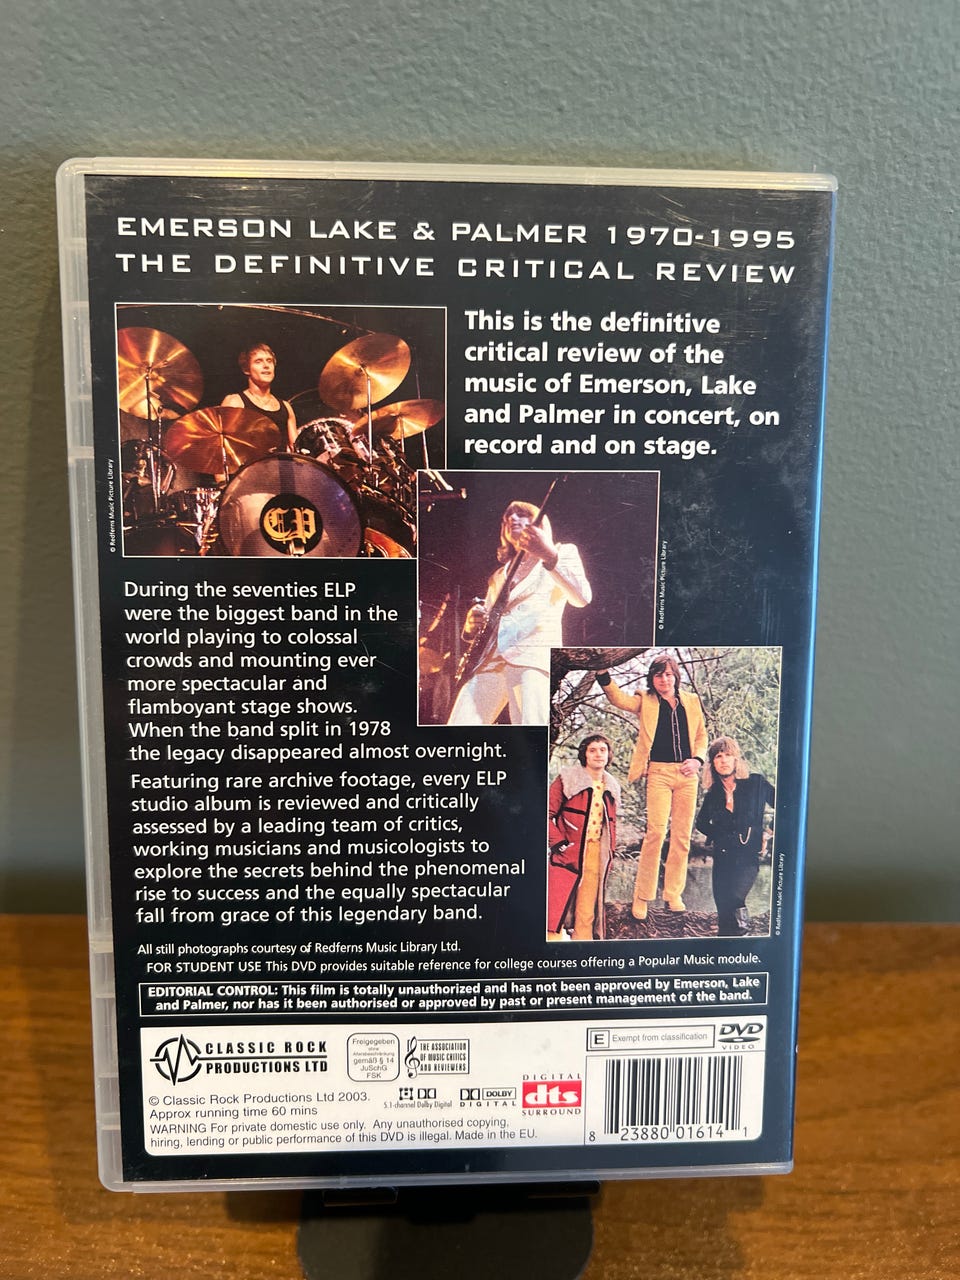 EMERSON LAKE & PALMER 1970-1995
THE DEFINITIVE CRITICAL REVIEW
This is the definitive
critical review of the
music of Emerson, Lake
and Palmer in concert, on
record and on stage.
© Redferns Music Picture Library
CP
© Redferns Music Picture Library
During the seventies ELP
were the biggest band in the
world playing to colossal
crowds and mounting ever
more spectacular and
flamboyant stage shows.
When the band split in 1978
the legacy disappeared almost overnight.
Featuring rare archive footage, every ELP
studio album is reviewed and critically
assessed by a leading team of critics,
working musicians and musicologists to
explore the secrets behind the phenomenal
rise to success and the equally spectacular
fall from grace of this legendary band.
© Redferns Music Picture Library
All still photographs courtesy of Redferns Music Library Ltd.
FOR STUDENT USE This DVD provides suitable reference for college courses offering a Popular Music module.
EDITORIAL CONTROL: This film is totally unauthorized and has not been approved by Emerson, Lake
and Palmer, nor has it been authorised or approved by past or present management of the band.
CLASSIC ROCK
PRODUCTIONS LTD
Freigegeben
ohne
Altersbeschränkung
gemäß § 14
JuSchG
FSK
THE ASSOCIATION
OF MUSIC CRITICS
AND REVIEWERS
E Exempt from classification
DVD
VIDEO
5.1-channel Dolby Digital
DOLBY
DIGITAL
DIGITAL
dts
SURROUND
© Classic Rock Productions Ltd 2003.
Approx running time 60 mins
WARNING For private domestic use only. Any unauthorised copying,
hiring, lending or public performance of this DVD is illegal. Made in the EU.
8 23880 01614 1